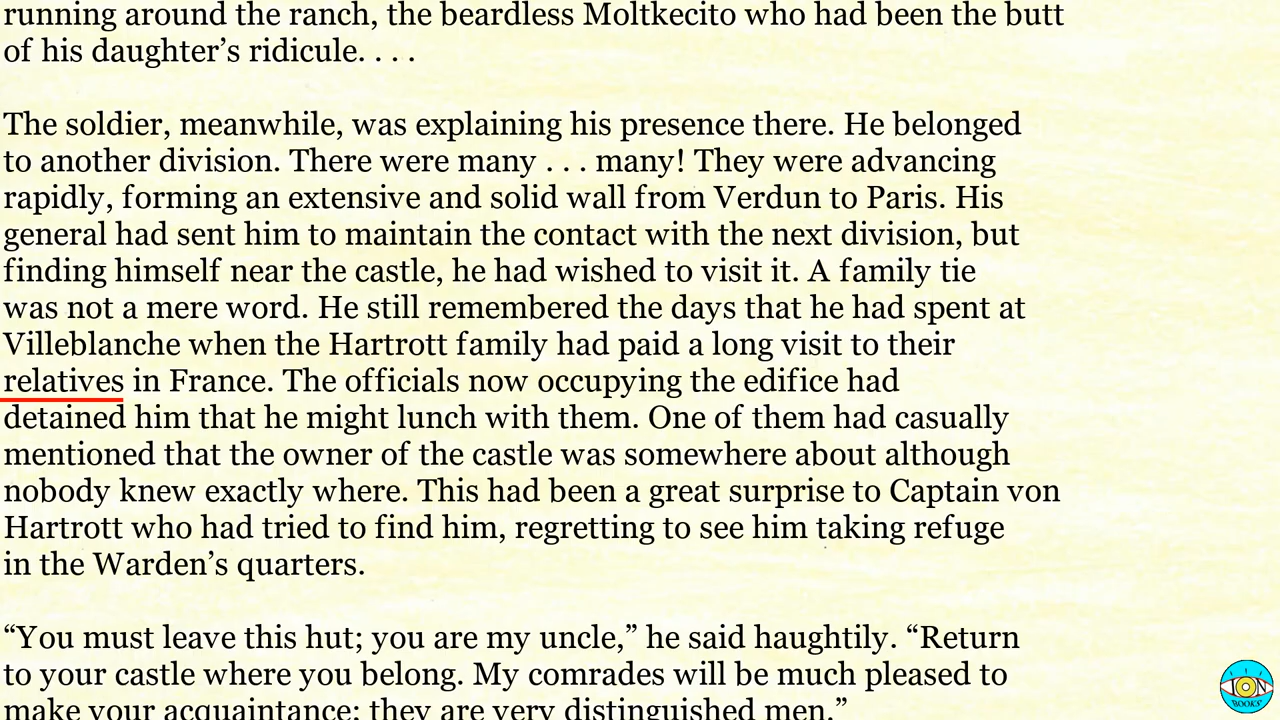 running around the ranch, the beardless Moltkecito who had been the butt
of his daughter’s ridicule. . . .
The soldier, meanwhile, was explaining his presence there. He belonged
to another division. There were many . . . many! They were advancing
rapidly, forming an extensive and solid wall from Verdun to Paris. His
general had sent him to maintain the contact with the next division, but
finding himself near the castle, he had wished to visit it. A family tie
was not a mere word. He still remembered the days that he had spent at
Villeblanche when the Hartrott family had paid a long visit to their
relatives in France. The officials now occupying the edifice had
detained him that he might lunch with them. One of them had casually
mentioned that the owner of the castle was somewhere about although
nobody knew exactly where. This had been a great surprise to Captain von
Hartrott who had tried to find him, regretting to see him taking refuge
in the Warden’s quarters.
“You must leave this hut; you are my uncle,” he said haughtily. “Return
to your castle where you belong. My comrades will be much pleased to
make your acquaintance; they are very distinguished men.”
ION
BOOKS